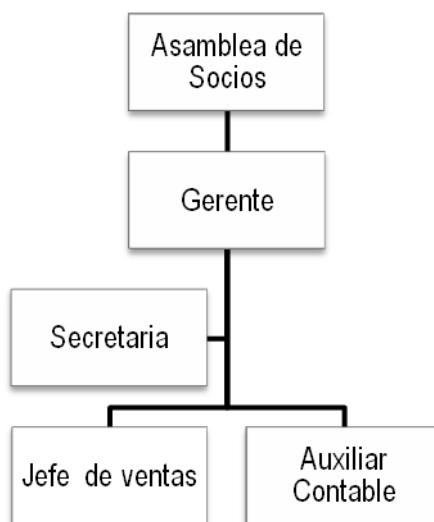 Asamblea de
Socios
Gerente
Secretaria
Jefe de ventas
Auxiliar
Contable